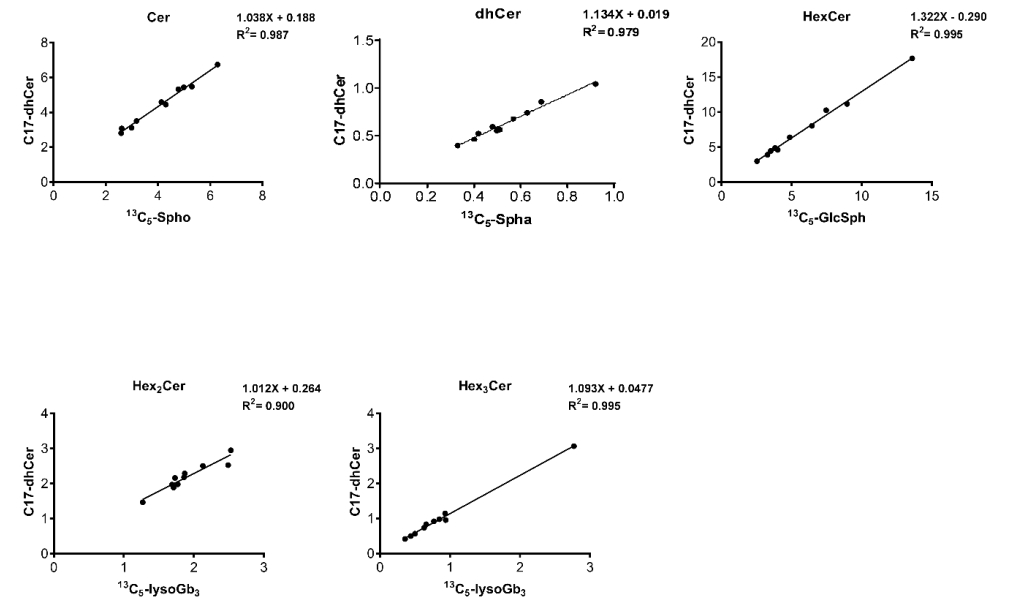 Cer
1.038X + 0.188
R²= 0.987
8
6
4
2
0
C17-dhCer
0 2 4 6 8
¹³C₅-Spho
dhCer
1.134X + 0.019
R²= 0.979
1.5
1.0
0.5
0.0
C17-dhCer
0.0 0.2 0.4 0.6 0.8 1.0
¹³C₅-Spha
HexCer
1.322X - 0.290
R²= 0.995
20
15
10
5
0
C17-dhCer
0 5 10 15
¹³C₅-GlcSph
Hex₂Cer
1.012X + 0.264
R²= 0.900
4
3
2
1
0
C17-dhCer
0 1 2 3
¹³C₅-lysoGb₃
Hex₃Cer
1.093X + 0.0477
R²= 0.995
4
3
2
1
0
C17-dhCer
0 1 2 3
¹³C₅-lysoGb₃